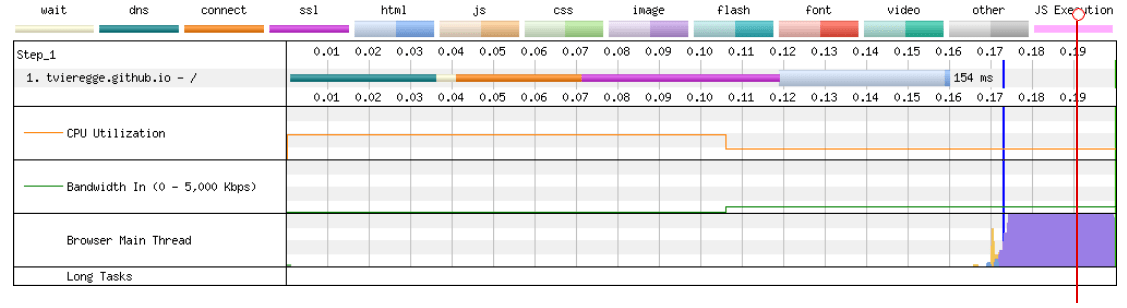 wait dns connect ssl html js css image flash font video other JS Execution
Step_1 0.01 0.02 0.03 0.04 0.05 0.06 0.07 0.08 0.09 0.10 0.11 0.12 0.13 0.14 0.15 0.16 0.17 0.18 0.19
1. tvieregge.github.io - / 154 ms
0.01 0.02 0.03 0.04 0.05 0.06 0.07 0.08 0.09 0.10 0.11 0.12 0.13 0.14 0.15 0.16 0.17 0.18 0.19
CPU Utilization
Bandwidth In (0 - 5,000 Kbps)
Browser Main Thread
Long Tasks